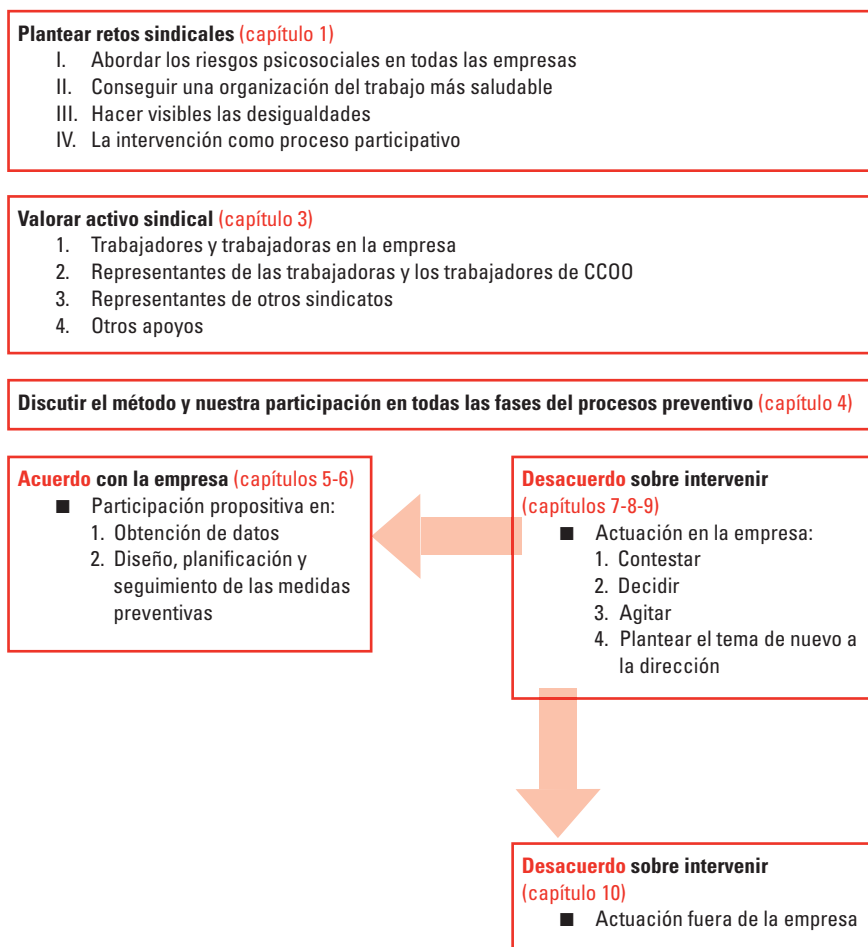 Plantear retos sindicales (capítulo 1)
I. Abordar los riesgos psicosociales en todas las empresas
II. Conseguir una organización del trabajo más saludable
III. Hacer visibles las desigualdades
IV. La intervención como proceso participativo
Valorar activo sindical (capítulo 3)
1. Trabajadores y trabajadoras en la empresa
2. Representantes de las trabajadoras y los trabajadores de CCOO
3. Representantes de otros sindicatos
4. Otros apoyos
Discutir el método y nuestra participación en todas las fases del procesos preventivo (capítulo 4)
Acuerdo con la empresa (capítulos 5-6)
■ Participación propositiva en:
1. Obtención de datos
2. Diseño, planificación y
seguimiento de las medidas
preventivas
Desacuerdo sobre intervenir
(capítulos 7-8-9)
■ Actuación en la empresa:
1. Contestar
2. Decidir
3. Agitar
4. Plantear el tema de nuevo a
la dirección
Desacuerdo sobre intervenir
(capítulo 10)
■ Actuación fuera de la empresa